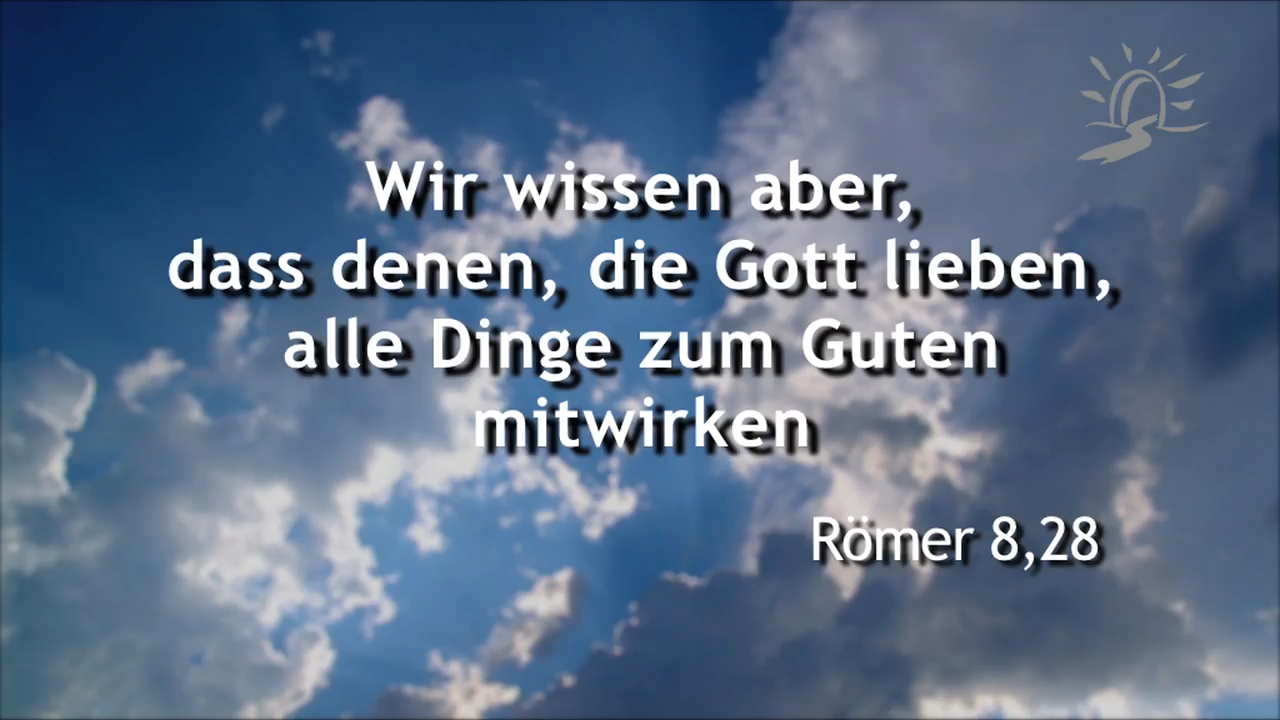 Wir wissen aber,
dass denen, die Gott lieben,
alle Dinge zum Guten
mitwirken
Römer 8,28